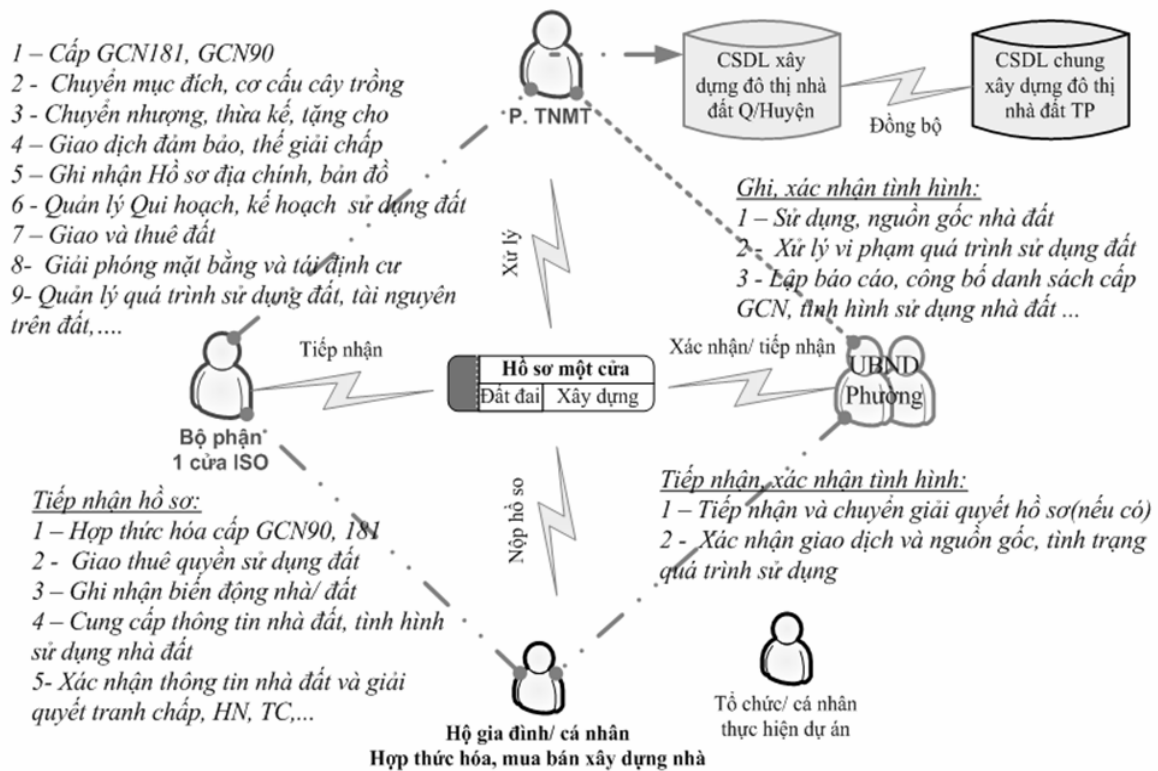 1 – Cấp GCN181, GCN90
2 - Chuyển mục đích, cơ cấu cây trồng
3 - Chuyển nhượng, thừa kế, tặng cho
4 – Giao dịch đảm bảo, thế giải chấp
5 – Ghi nhận Hồ sơ địa chính, bản đồ
6 - Quản lý Qui hoạch, kế hoạch sử dụng đất
7 – Giao và thuê đất
8- Giải phóng mặt bằng và tái định cư
9- Quản lý quá trình sử dụng đất, tài nguyên
trên đất,….
P. TNMT
CSDL xây
dựng đô thị nhà
đất Q/Huyện
Đồng bộ
CSDL chung
xây dựng đô thị
nhà đất TP
Ghi, xác nhận tình hình:
1 – Sử dụng, nguồn gốc nhà đất
2 - Xử lý vi phạm quá trình sử dụng đất
3 - Lập báo cáo, công bố danh sách cấp
GCN, tình hình sử dụng nhà đất ...
Xử lý
Tiếp nhận
Hồ sơ một cửa
Đất đai
Xây dựng
Xác nhận/ tiếp nhận
UBND
Phường
Bộ phận
1 cửa ISO
Nộp hồ sơ
Tiếp nhận hồ sơ:
1 – Hợp thức hóa cấp GCN90, 181
2 - Giao thuê quyền sử dụng đất
3 – Ghi nhận biến động nhà/ đất
4 – Cung cấp thông tin nhà đất, tình hình
sử dụng nhà đất
5- Xác nhận thông tin nhà đất và giải
quyết tranh chấp, HN, TC,...
Tiếp nhận, xác nhận tình hình:
1 – Tiếp nhận và chuyển giải quyết hồ sơ(nếu có)
2 - Xác nhận giao dịch và nguồn gốc, tình trạng
quá trình sử dụng
Hộ gia đình/ cá nhân
Hợp thức hóa, mua bán xây dựng nhà
Tổ chức/ cá nhân
thực hiện dự án